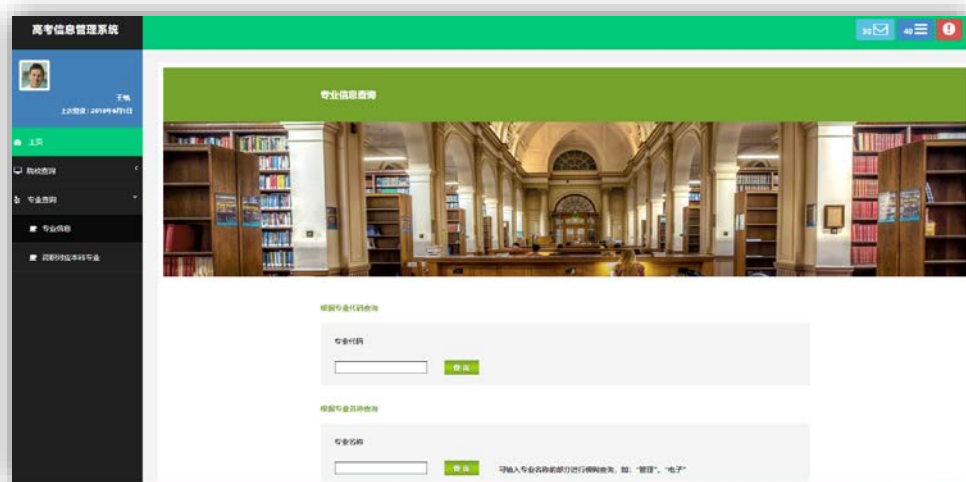 高考信息管理系统
30
40
上次登录：2018年6月1日
主页
院校查询
专业查询
专业信息
高职对应本科专业
专业信息查询
根据专业代码查询
专业代码
查 询
根据专业名称查询
专业名称
查 询
可输入专业名称的部分进行模糊查询，如："管理"、"电子"